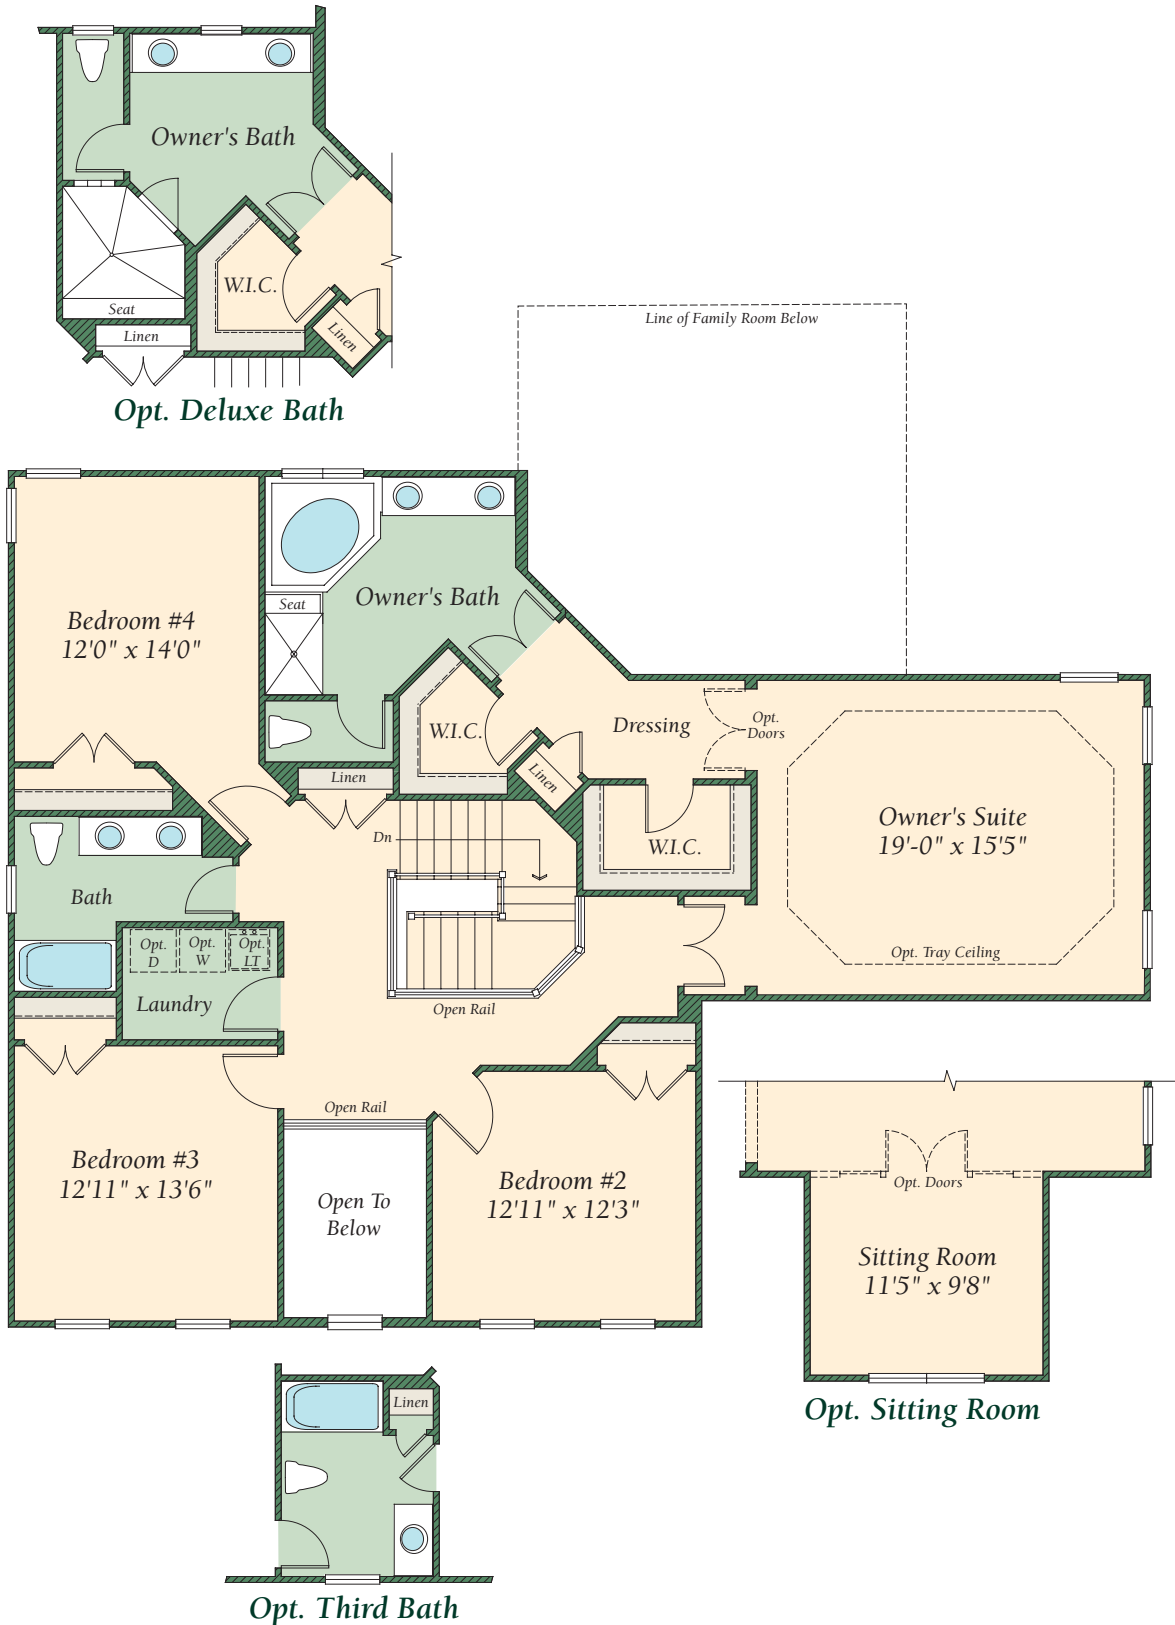 Owner's Bath
W.I.C.
Seat
Linen
Linen
Opt. Deluxe Bath
Line of Family Room Below
Bedroom #4
12'0" x 14'0"
Owner's Bath
Seat
W.I.C.
Linen
Linen
Dressing
Opt.
Doors
Dn
W.I.C.
Owner's Suite
19'-0" x 15'5"
Opt. Tray Ceiling
Bath
Opt.
D
Opt.
W
Opt.
LT
Laundry
Open Rail
Open Rail
Bedroom #3
12'11" x 13'6"
Open To
Below
Bedroom #2
12'11" x 12'3"
Opt. Doors
Sitting Room
11'5" x 9'8"
Opt. Sitting Room
Linen
Opt. Third Bath